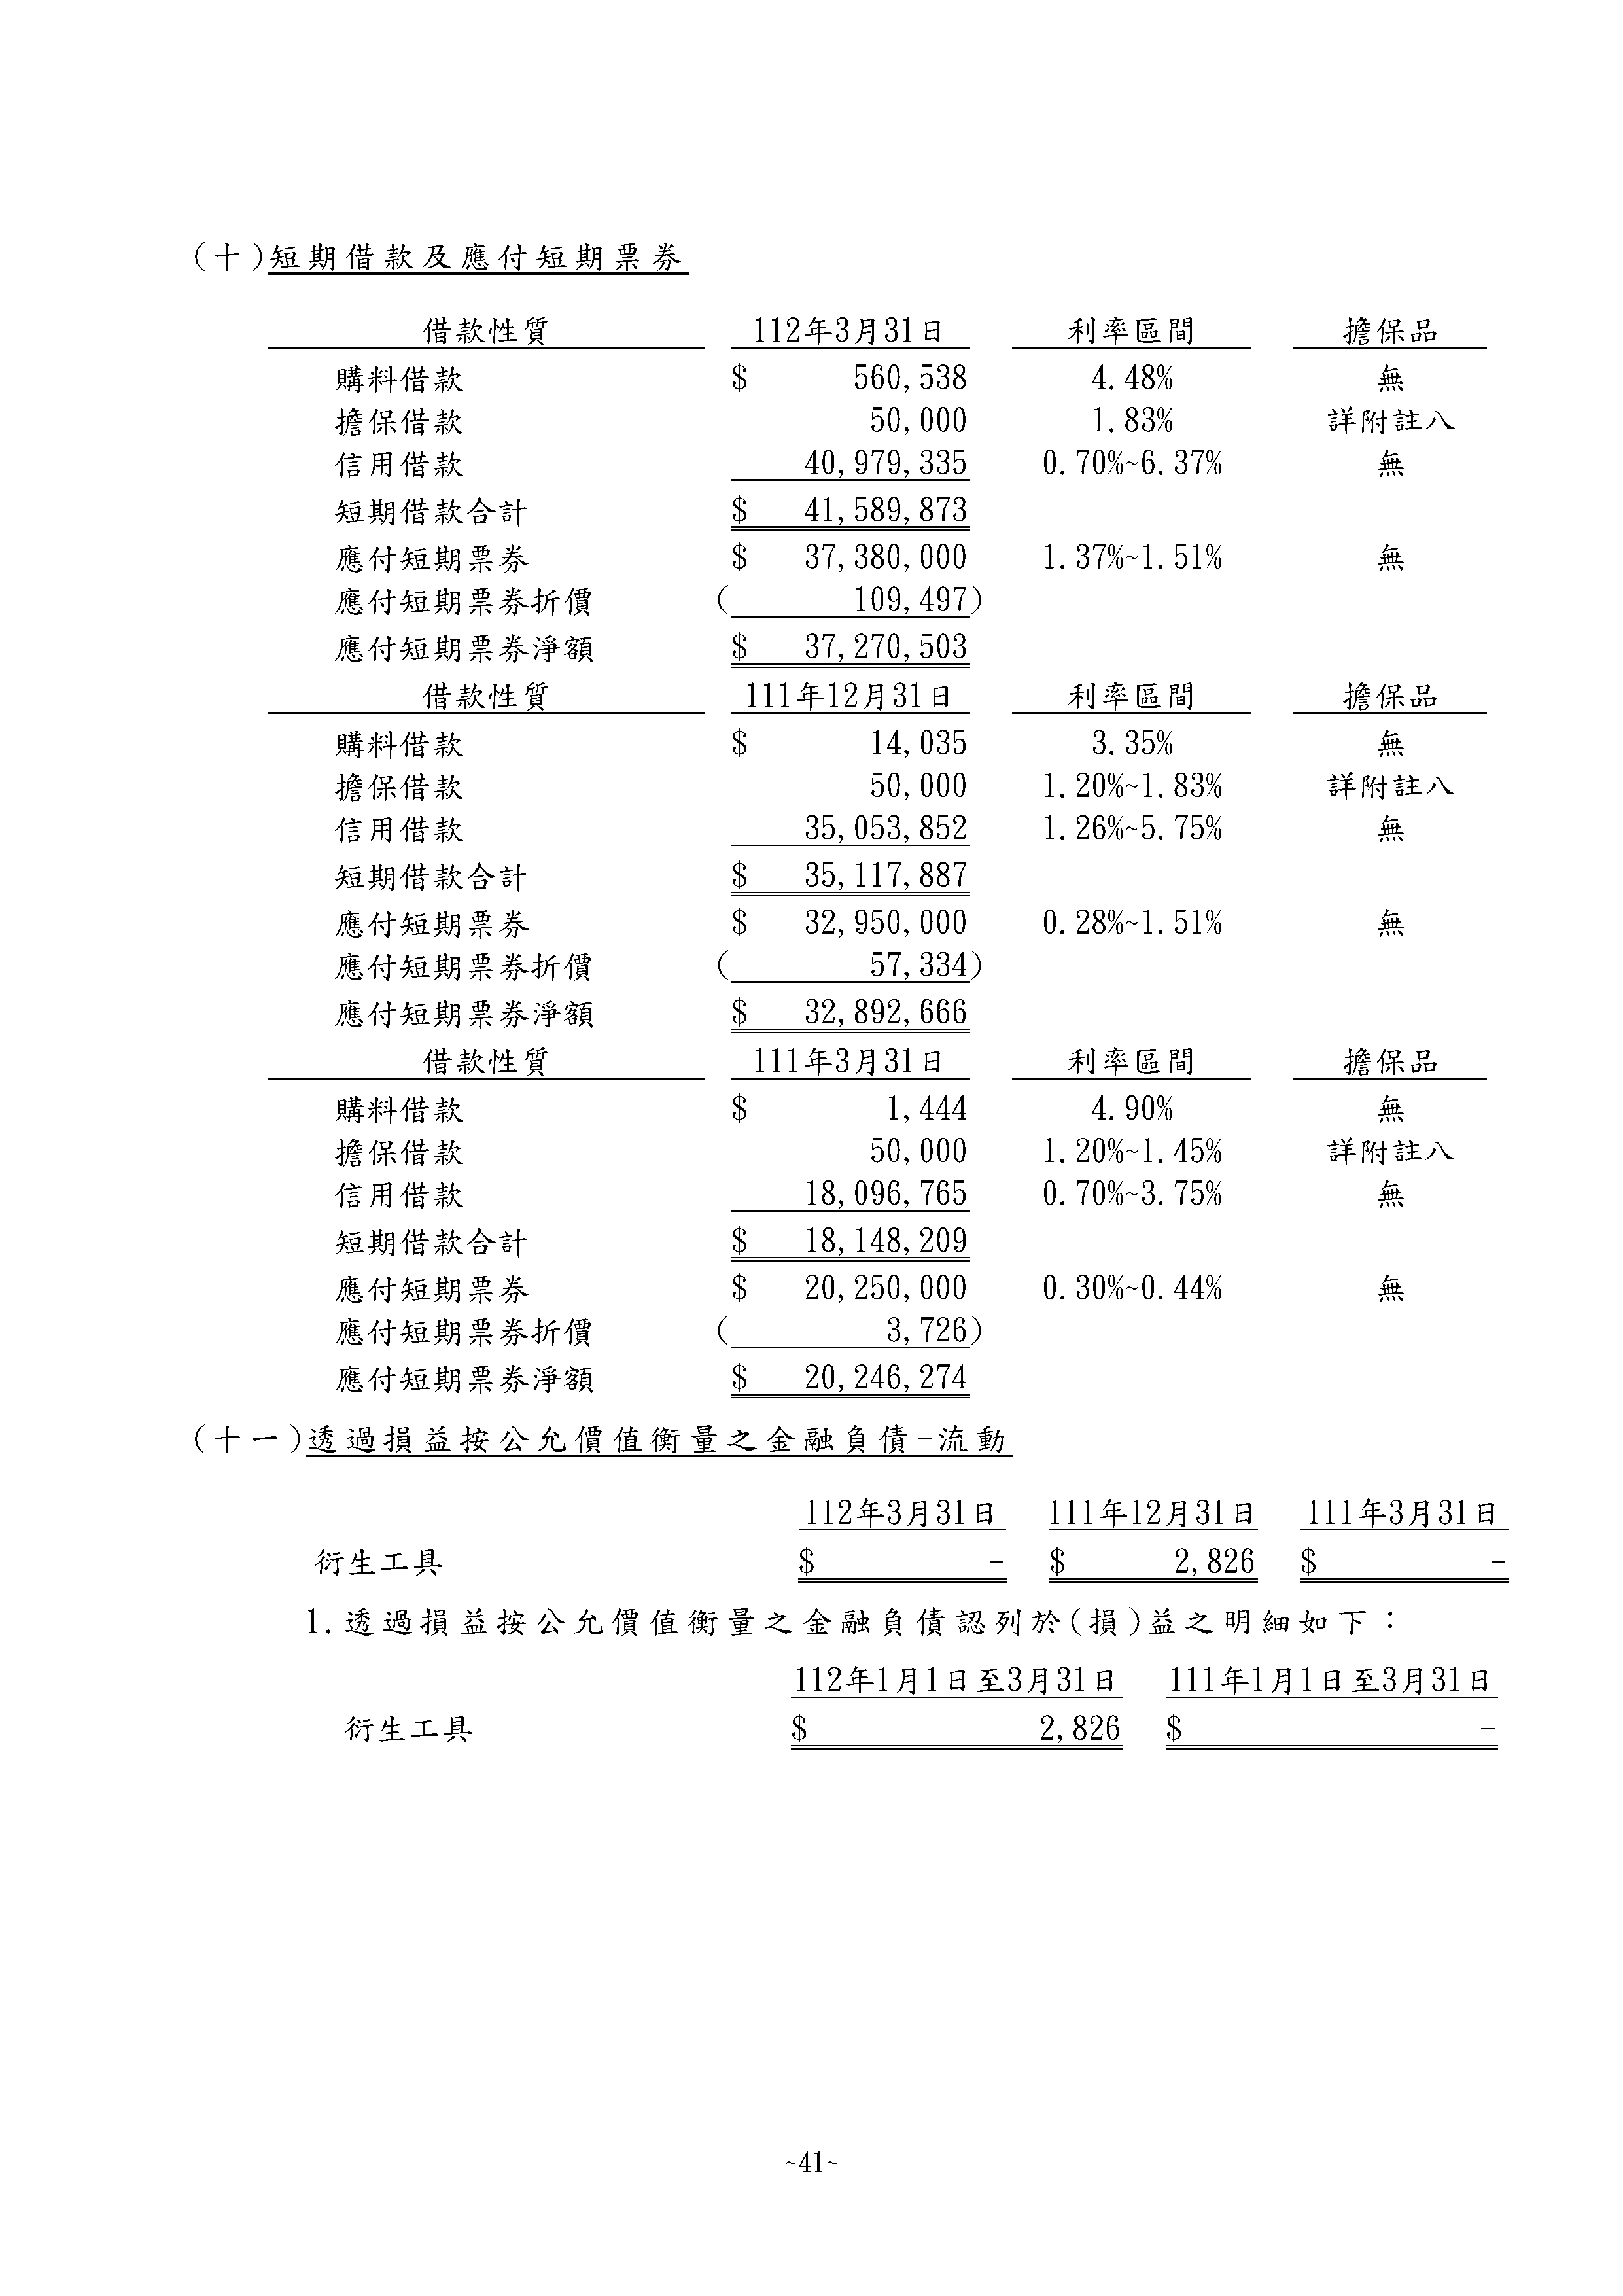 (十)短期借款及應付短期票券
借款性質 112年3月31日 利率區間 擔保品
購料借款 $ 560,538 4.48% 無
擔保借款 50,000 1.83% 詳附註八
信用借款 40,979,335 0.70%~6.37% 無
短期借款合計 $ 41,589,873
應付短期票券 $ 37,380,000 1.37%~1.51% 無
應付短期票券折價 ( 109,497)
應付短期票券淨額 $ 37,270,503
借款性質 111年12月31日 利率區間 擔保品
購料借款 $ 14,035 3.35% 無
擔保借款 50,000 1.20%~1.83% 詳附註八
信用借款 35,053,852 1.26%~5.75% 無
短期借款合計 $ 35,117,887
應付短期票券 $ 32,950,000 0.28%~1.51% 無
應付短期票券折價 ( 57,334)
應付短期票券淨額 $ 32,892,666
借款性質 111年3月31日 利率區間 擔保品
購料借款 $ 1,444 4.90% 無
擔保借款 50,000 1.20%~1.45% 詳附註八
信用借款 18,096,765 0.70%~3.75% 無
短期借款合計 $ 18,148,209
應付短期票券 $ 20,250,000 0.30%~0.44% 無
應付短期票券折價 ( 3,726)
應付短期票券淨額 $ 20,246,274
(十一)透過損益按公允價值衡量之金融負債-流動
112年3月31日 111年12月31日 111年3月31日
衍生工具 $ - $ 2,826 $ -
1.透過損益按公允價值衡量之金融負債認列於(損)益之明細如下：
112年1月1日至3月31日 111年1月1日至3月31日
衍生工具 $ 2,826 $ -
~41~